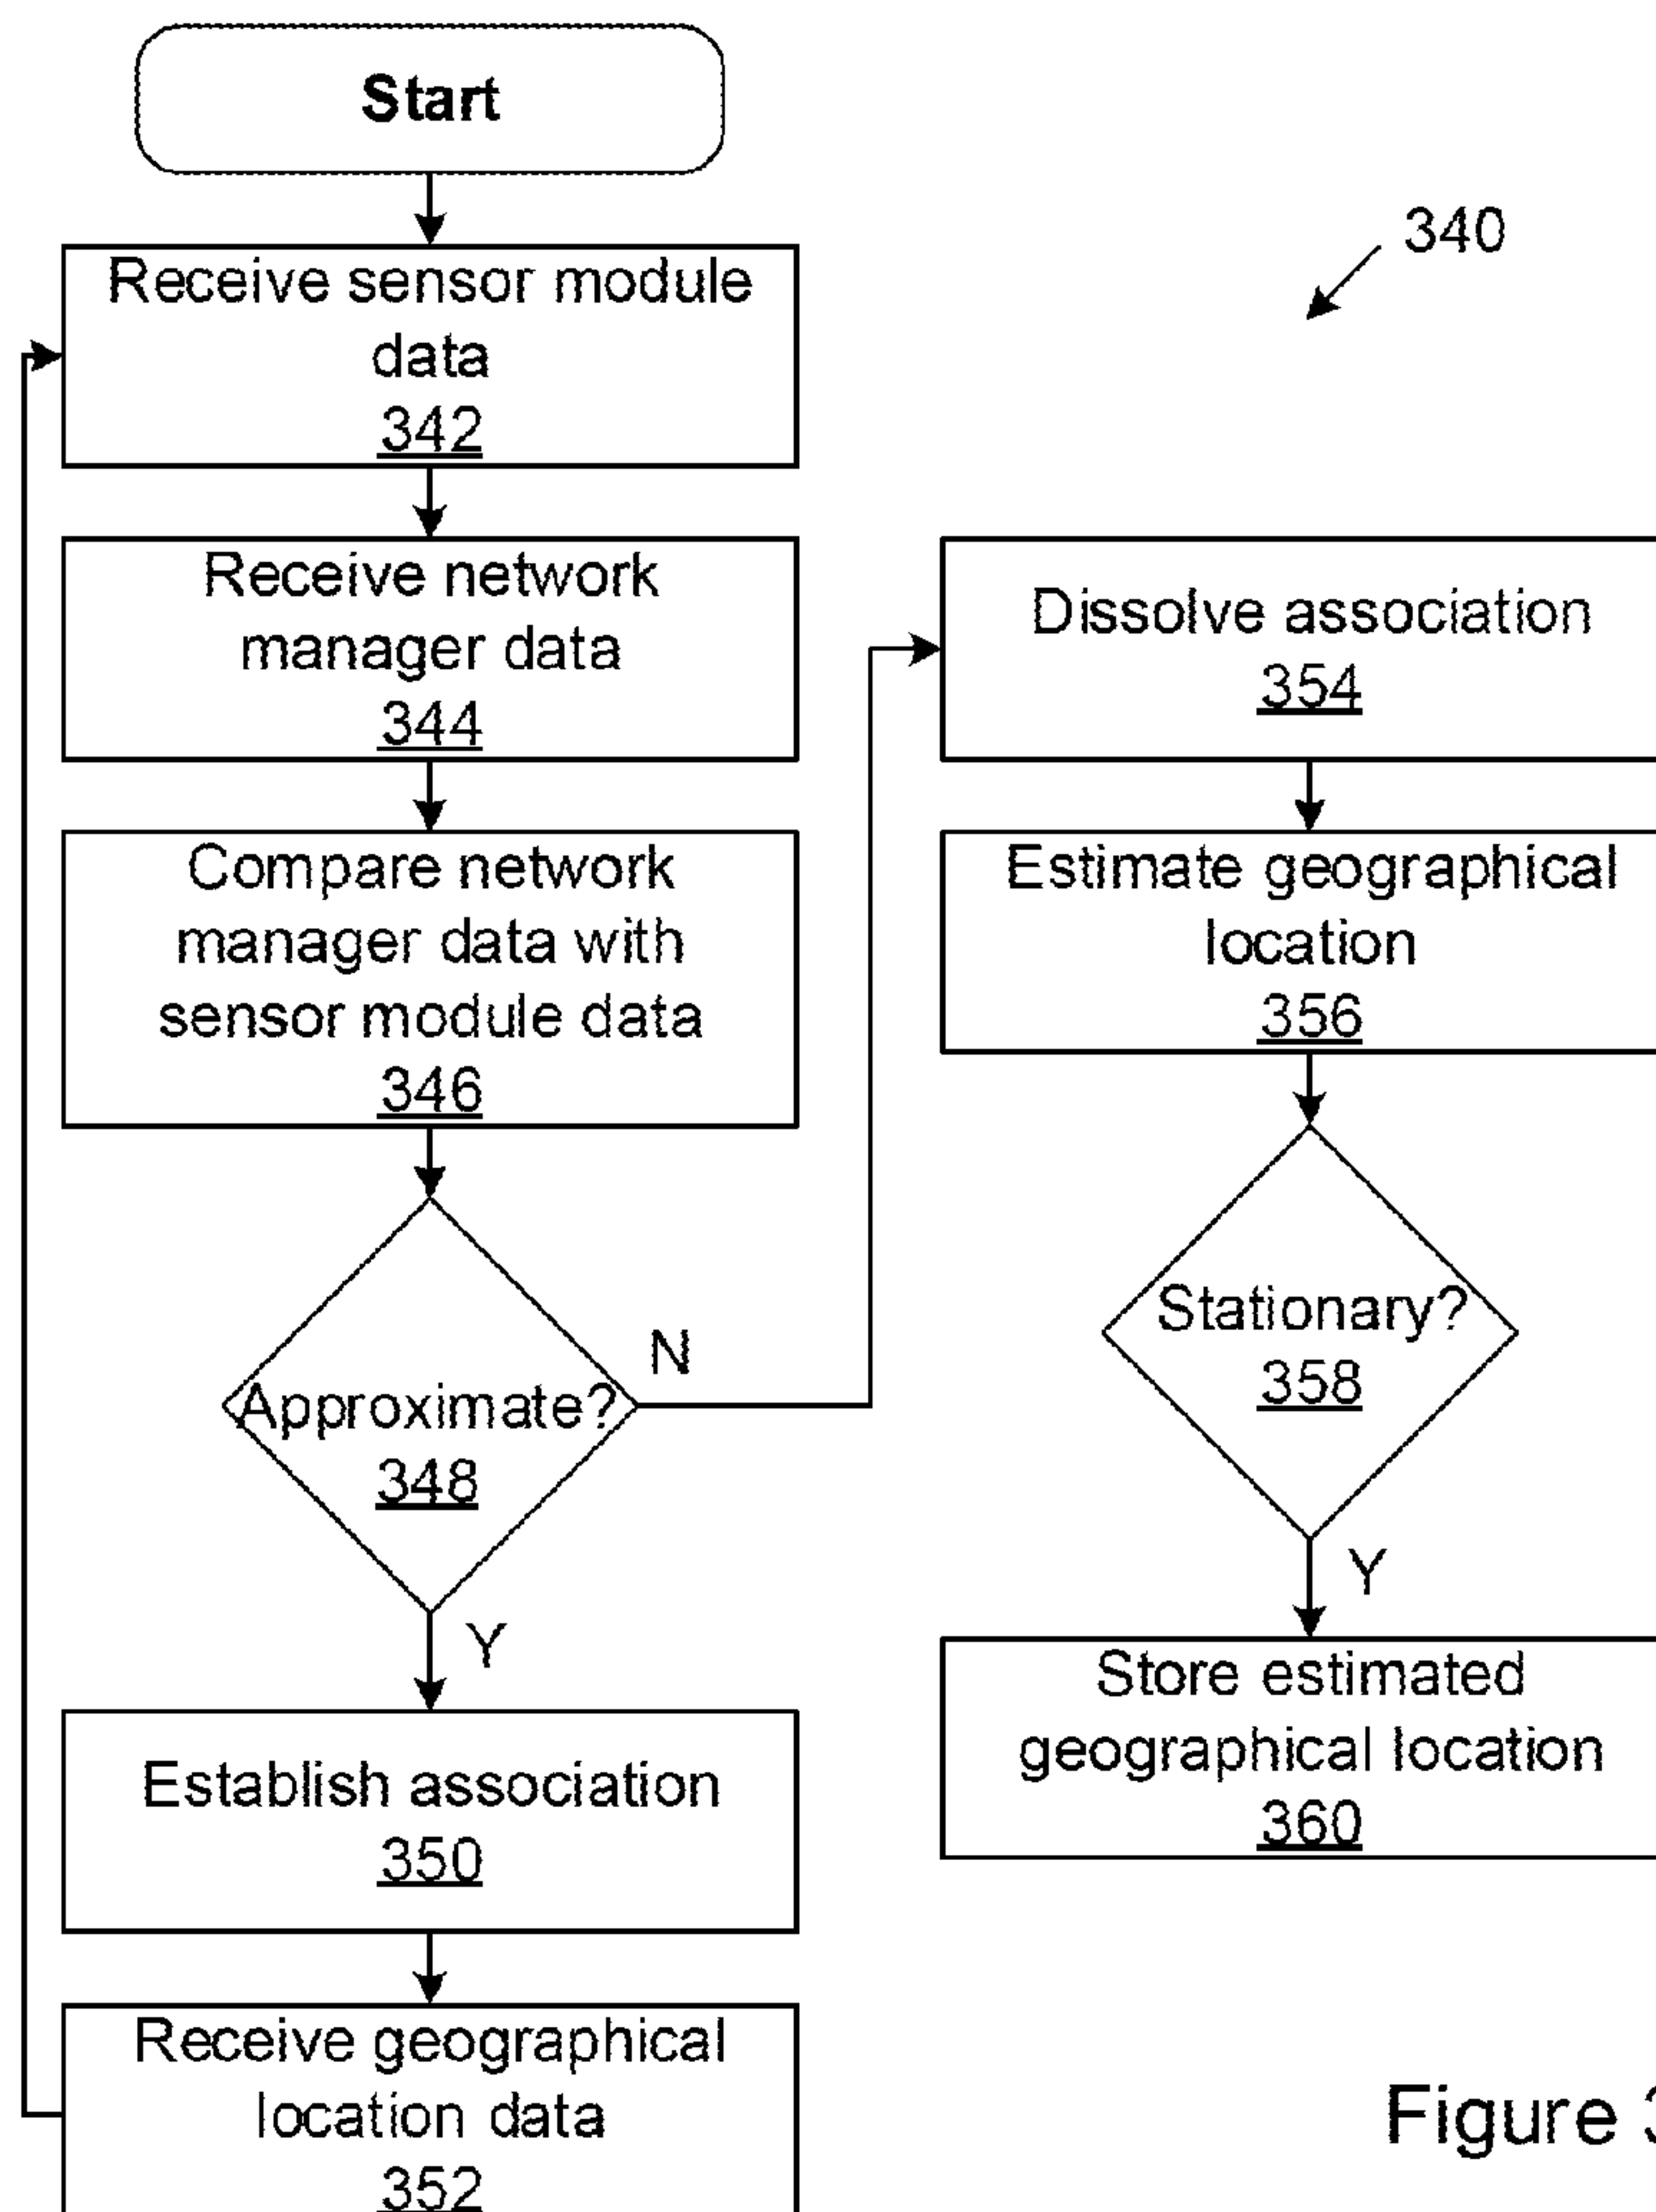 Start
340
Receive sensor module
data
342
Receive network
manager data
344
Compare network
manager data with
sensor module data
346
Approximate?
348
N
Y
Establish association
350
Receive geographical
location data
352
Dissolve association
354
Estimate geographical
location
356
Stationary?
358
Y
Store estimated
geographical location
360
Figure